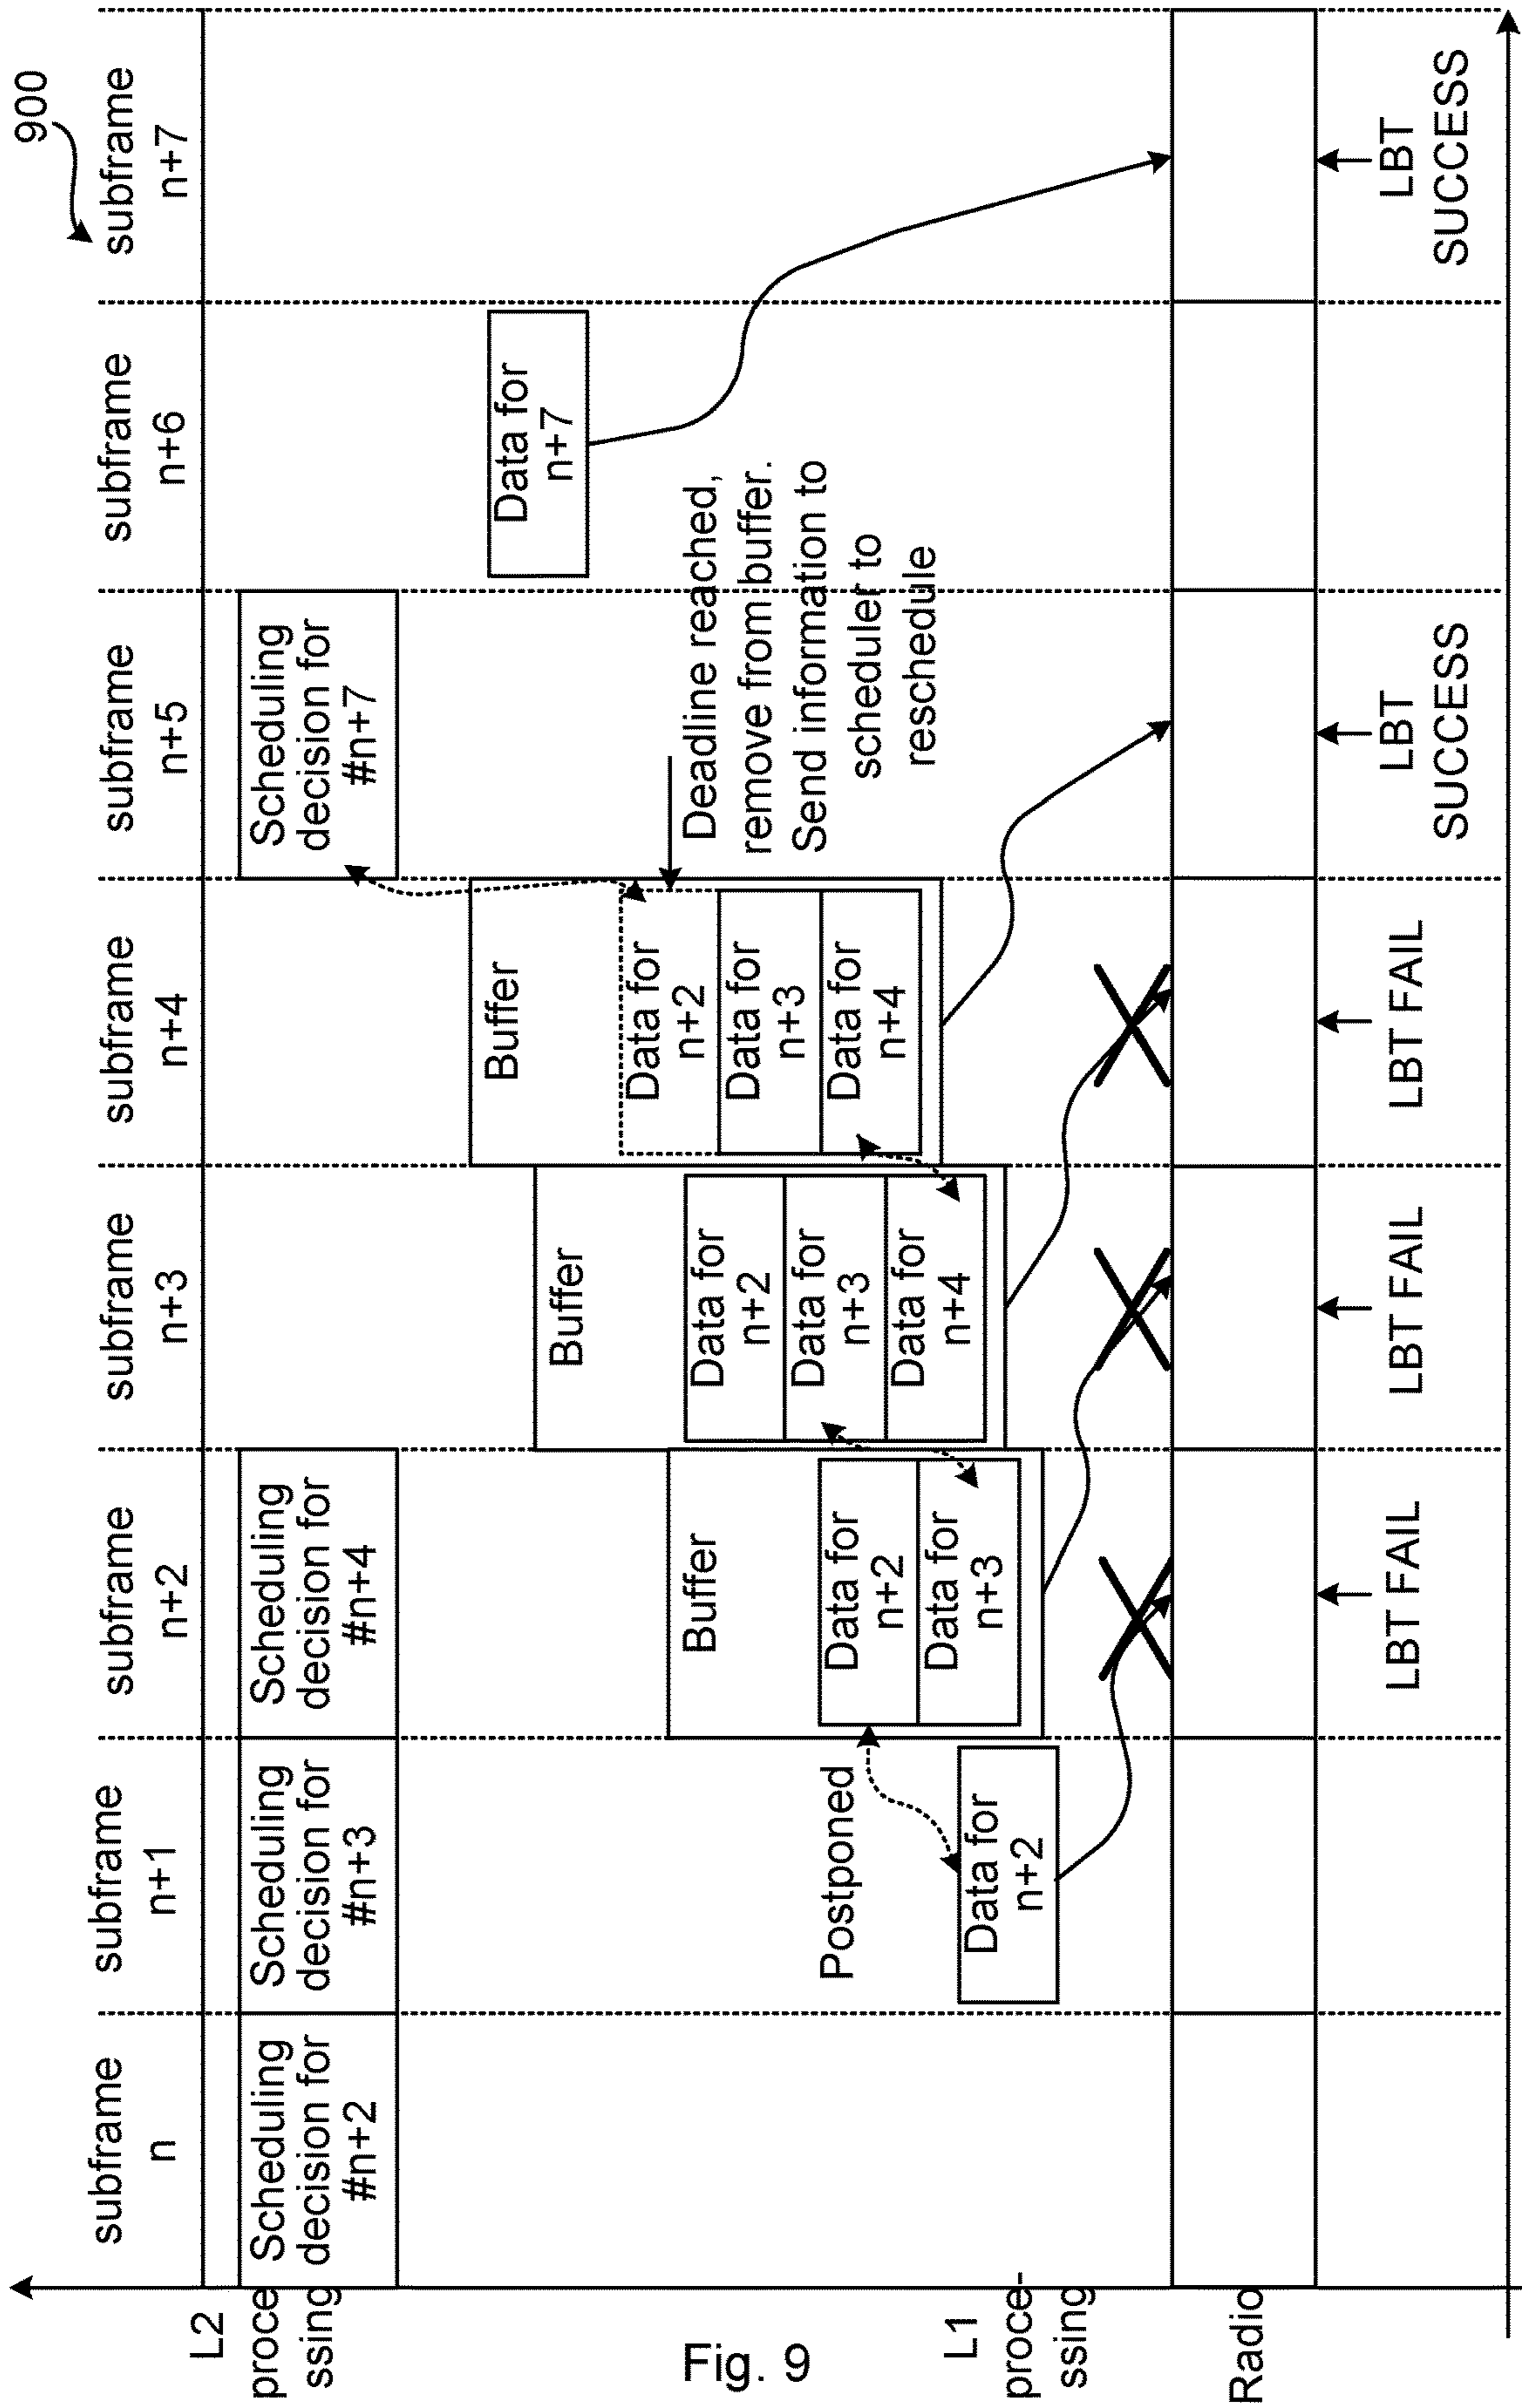 900
subframe
n
subframe
n+1
subframe
n+2
subframe
n+3
subframe
n+4
subframe
n+5
subframe
n+6
subframe
n+7
L2
proce
ssing
Scheduling
decision for
#n+2
Scheduling
decision for
#n+3
Scheduling
decision for
#n+4
Scheduling
decision for
#n+7
L1
proce-
ssing
Postponed
Data for
n+2
Buffer
Data for
n+2
Data for
n+3
Buffer
Data for
n+2
Data for
n+3
Data for
n+4
Buffer
Data for
n+2
Data for
n+3
Data for
n+4
Deadline reached,
remove from buffer.
Send information to
scheduler to
reschedule
Data for
n+7
Radio
LBT FAIL
LBT FAIL
LBT FAIL
LBT
SUCCESS
LBT
SUCCESS
Fig. 9